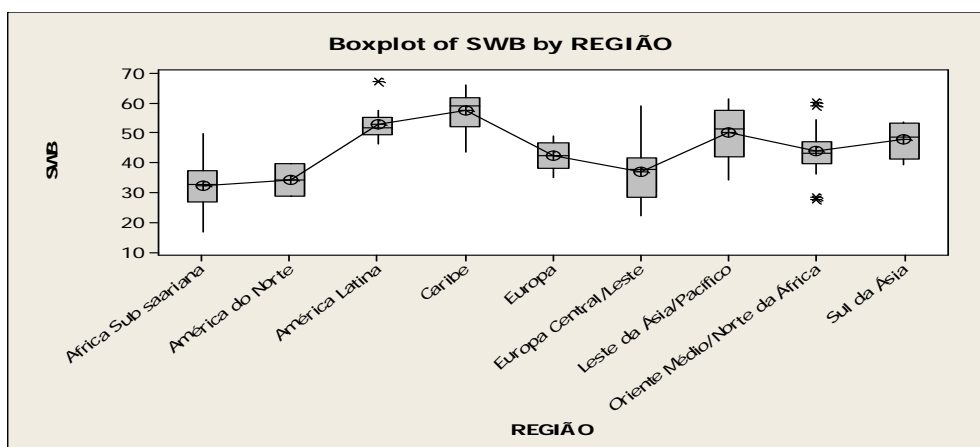 Boxplot of SWB by REGIÃO
SWB
70
60
50
40
30
20
10
Africa Sub saariana
América do Norte
América Latina
Caribe
Europa
Europa Central/Leste
Leste da Ásia/Pacífico
Oriente Médio/Norte da África
Sul da Ásia
REGIÃO